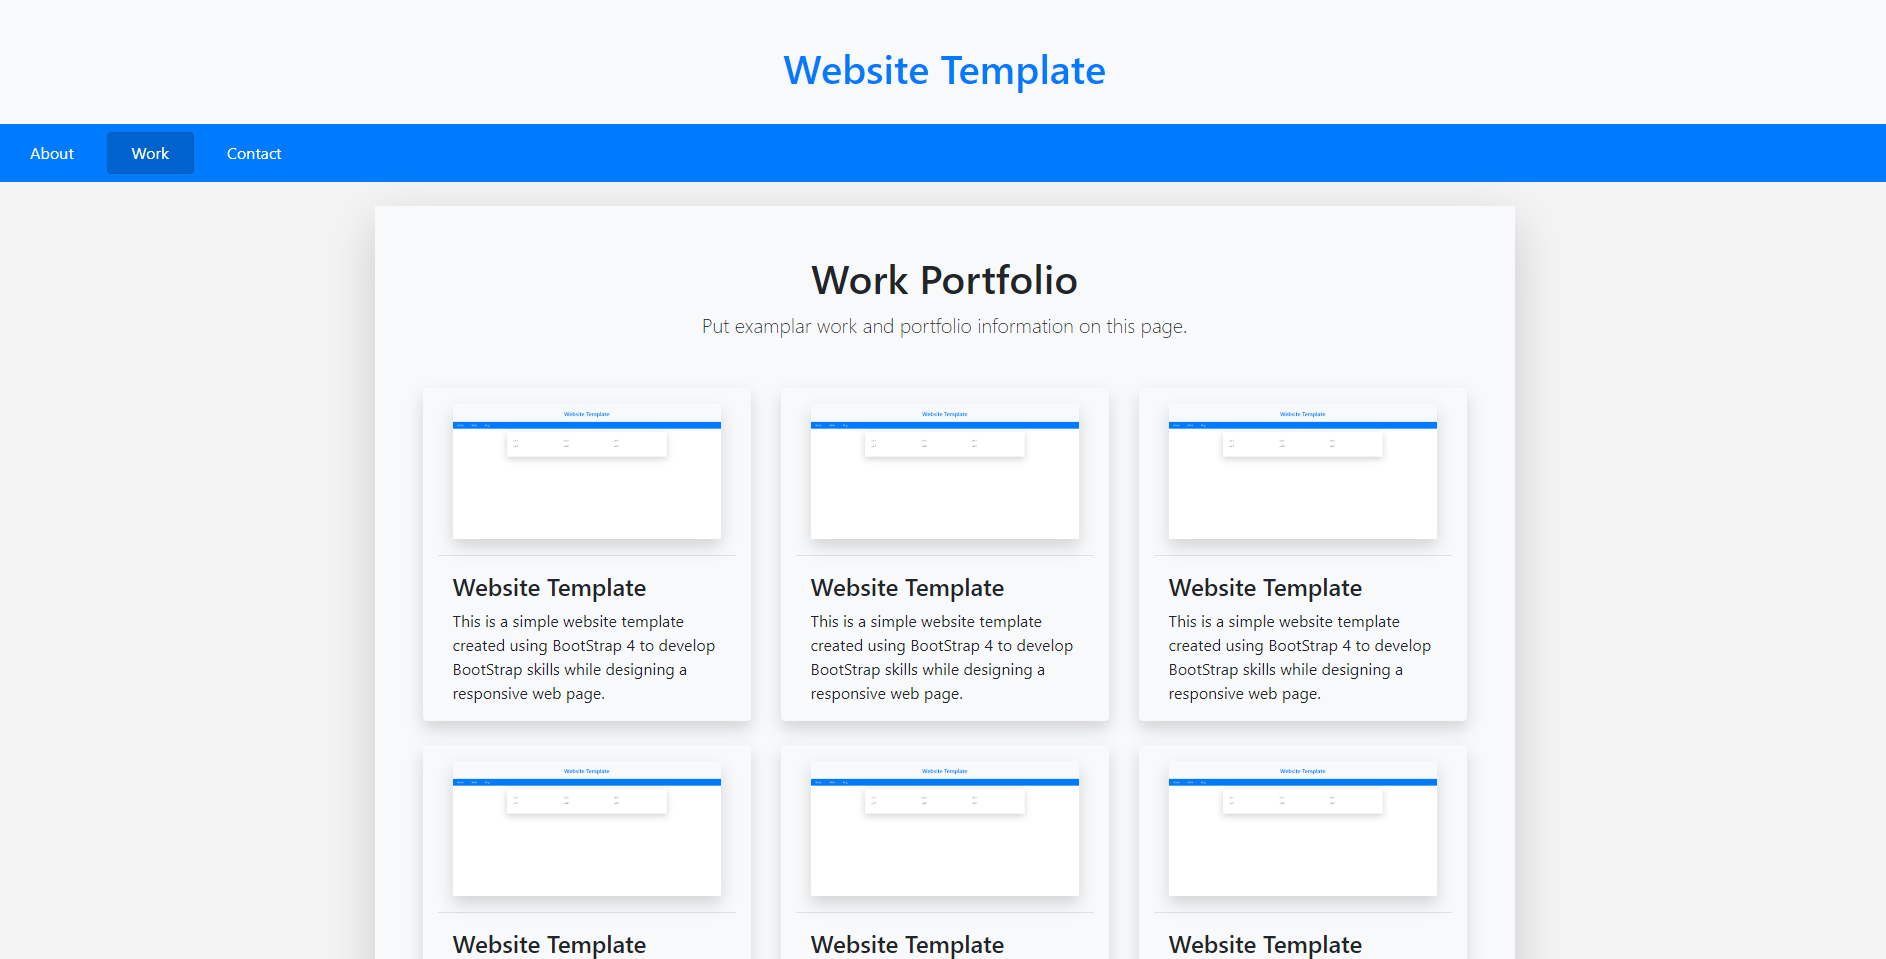 Website Template
About Work Contact
Work Portfolio
Put examplar work and portfolio information on this page.
Website Template
Website Template
Website Template
Website Template
This is a simple website template
created using BootStrap 4 to develop
BootStrap skills while designing a
responsive web page.
Website Template
This is a simple website template
created using BootStrap 4 to develop
BootStrap skills while designing a
responsive web page.
Website Template
This is a simple website template
created using BootStrap 4 to develop
BootStrap skills while designing a
responsive web page.
Website Template
Website Template
Website Template
Website Template
Website Template
Website Template